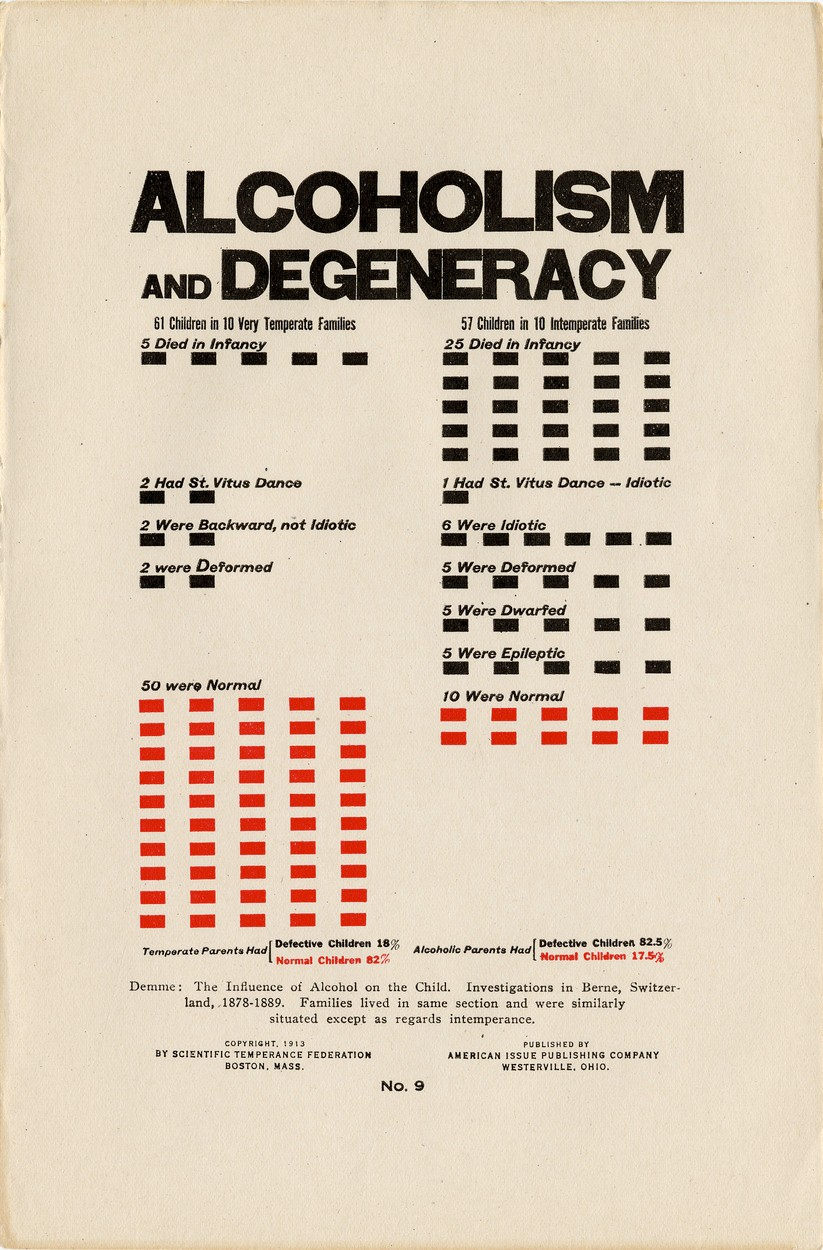 ALCOHOLISM
AND DEGENERACY
61 Children in 10 Very Temperate Families
5 Died in Infancy
2 Had St. Vitus Dance
2 Were Backward, not Idiotic
2 were Deformed
50 were Normal
Temperate Parents Had
Defective Children 18%
Normal Children 82%
57 Children in 10 Intemperate Families
25 Died in Infancy
1 Had St. Vitus Dance -- Idiotic
6 Were Idiotic
5 Were Deformed
5 Were Dwarfed
5 Were Epileptic
10 Were Normal
Alcoholic Parents Had
Defective Children 82.5%
Normal Children 17.5%
Demme: The Influence of Alcohol on the Child. Investigations in Berne, Switzer-
land, 1878-1889. Families lived in same section and were similarly
situated except as regards intemperance.
COPYRIGHT, 1913
BY SCIENTIFIC TEMPERANCE FEDERATION
BOSTON, MASS.
PUBLISHED BY
AMERICAN ISSUE PUBLISHING COMPANY
WESTERVILLE, OHIO.
No. 9